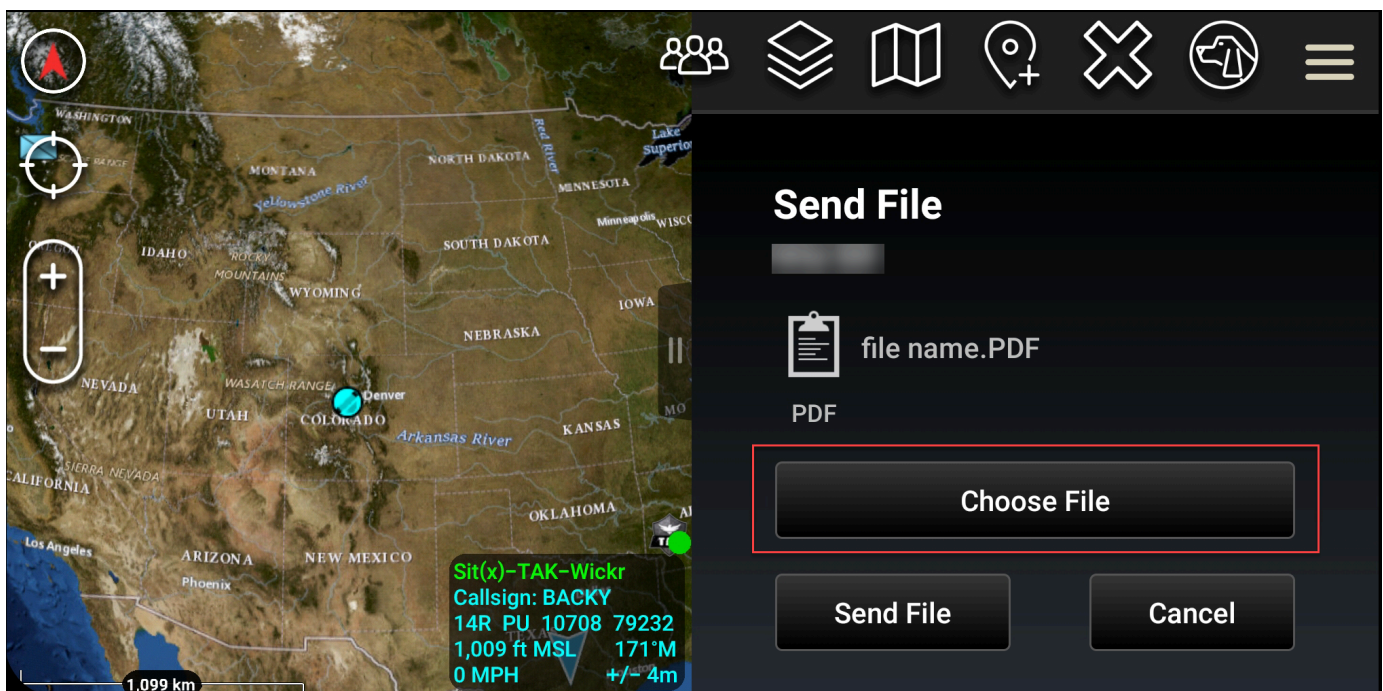 WASHINGTON
MONTANA
Yellowstone River
NORTH DAKOTA
Red River
Lake
Superio
MINNESOTA
Minneapolis
WISC
IDAHO
ROCKY
MOUNTAINS
SOUTH DAKOTA
WYOMING
IOWA
NEBRASKA
NEVADA
WASATCH RANGE
Denver
UTAH
COLORADO
MO
Arkansas River
KANSAS
SIERRA NEVADA
CALIFORNIA
OKLAHOMA
Los Angeles
ARIZONA
NEW MEXICO
Phoenix
Sit(x)-TAK-Wickr
Callsign: BACKY
14R PU 10708 79232
1,009 ft MSL 171°M
0 MPH +/- 4m
1,099 km
Send File
file name.PDF
PDF
Choose File
Send File
Cancel